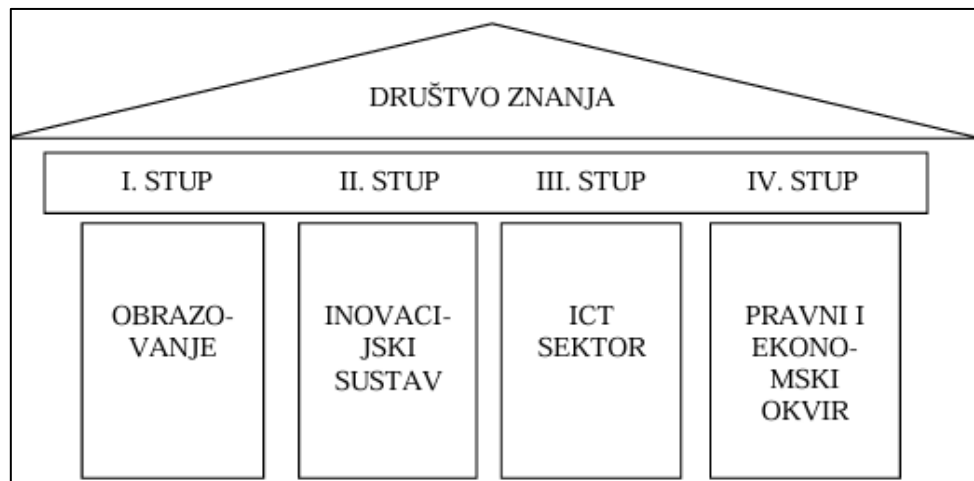 DRUŠTVO ZNANJA
I. STUP
II. STUP
III. STUP
IV. STUP
OBRAZO-
VANJE
INOVACI-
JSKI
SUSTAV
ICT
SEKTOR
PRAVNI I
EKONO-
MSKI
OKVIR